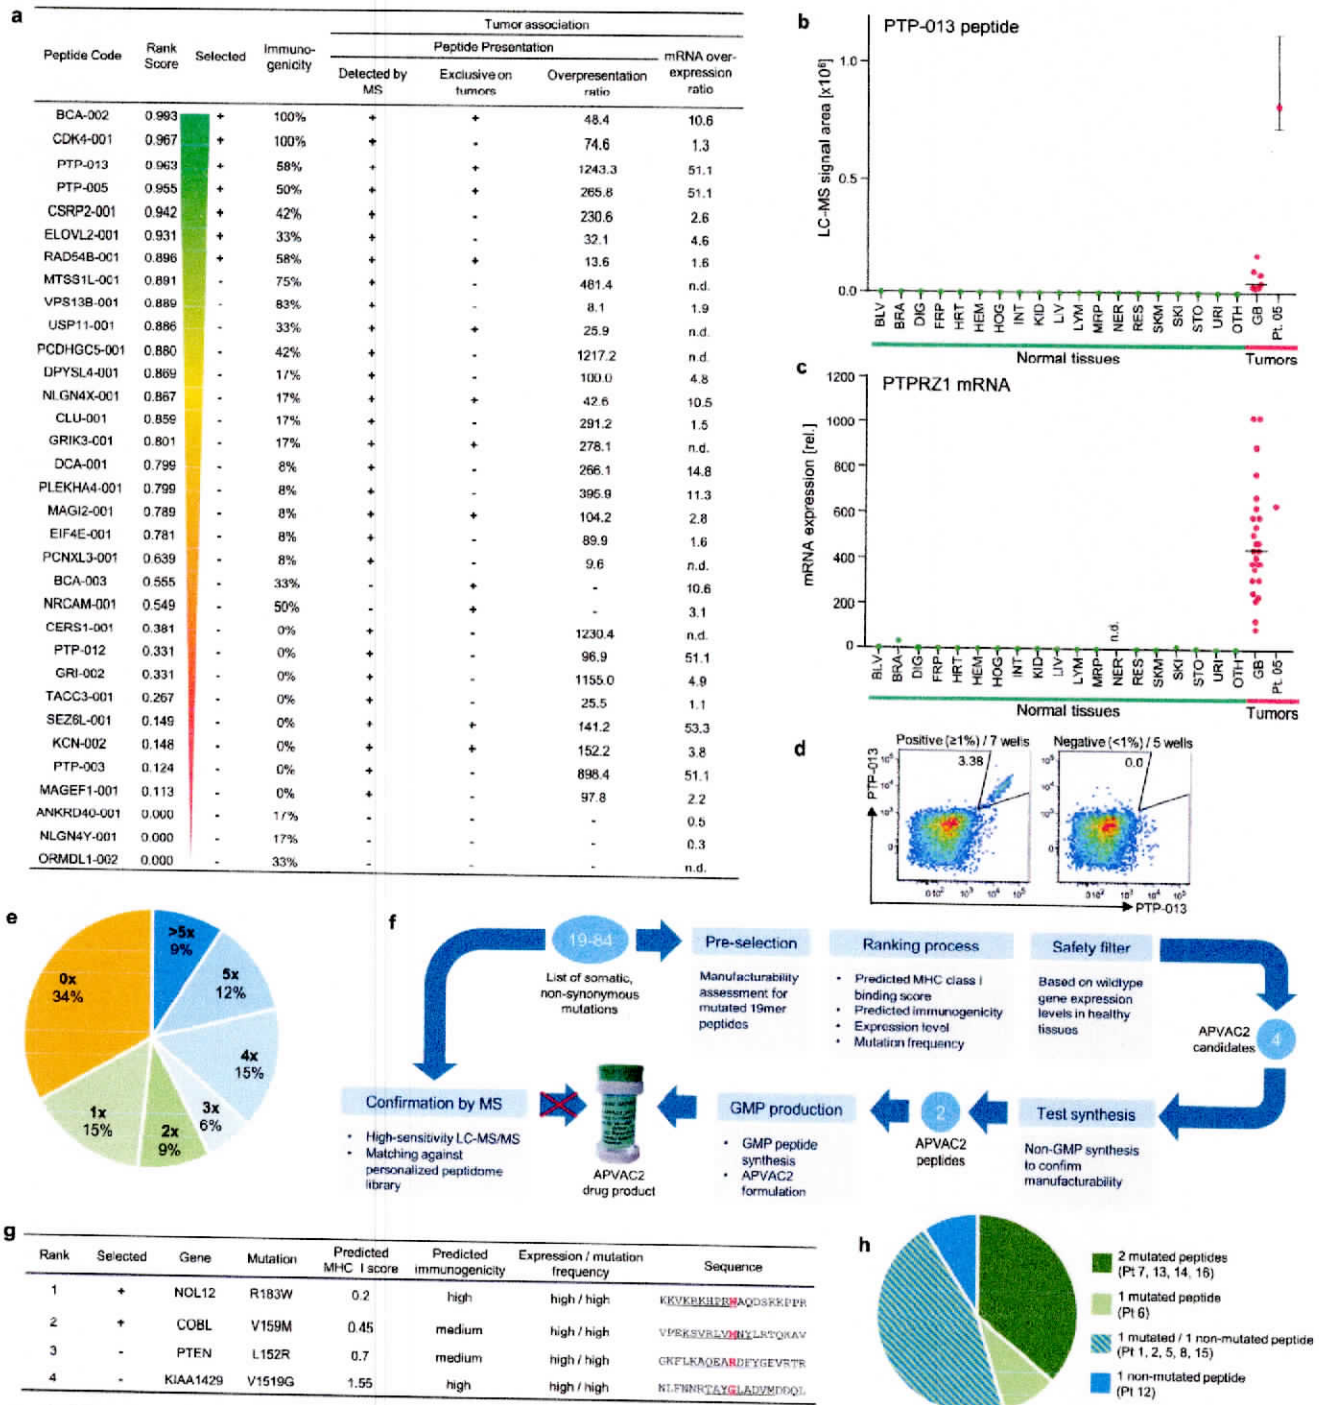 a
Tumor association
Peptide Presentation
Peptide Code Rank Score Selected Immuno-genicity Detected by MS Exclusive on tumors Overpresentation ratio mRNA over-expression ratio
BCA-002 0.993 + 100% + + 48.4 10.6
CDK4-001 0.967 + 100% + - 74.6 1.3
PTP-013 0.963 + 58% + + 1243.3 51.1
PTP-005 0.955 + 50% + + 265.8 51.1
CSRP2-001 0.942 + 42% + - 230.6 2.6
ELOVL2-001 0.931 + 33% + - 32.1 4.6
RAD54B-001 0.896 + 58% + + 13.6 1.6
MTSS1L-001 0.891 - 75% + - 481.4 n.d.
VPS13B-001 0.889 - 83% + - 8.1 1.9
USP11-001 0.886 - 33% + + 25.9 n.d.
PCDHGC5-001 0.880 - 42% + - 1217.2 n.d.
DPYSL4-001 0.869 - 17% + - 100.0 4.8
NLGN4X-001 0.867 - 17% + + 42.6 10.5
CLU-001 0.859 - 17% + - 291.2 1.5
GRIK3-001 0.801 - 17% + + 278.1 n.d.
DCA-001 0.799 - 8% + - 266.1 14.8
PLEKHA4-001 0.799 - 8% + - 395.9 11.3
MAGI2-001 0.789 - 8% + + 104.2 2.8
EIF4E-001 0.781 - 8% + - 89.9 1.6
PCNXL3-001 0.639 - 8% + - 9.6 n.d.
BCA-003 0.555 - 33% - + - 10.6
NRCAM-001 0.549 - 50% - + - 3.1
CERS1-001 0.381 - 0% + - 1230.4 n.d.
PTP-012 0.331 - 0% + - 96.9 51.1
GRI-002 0.331 - 0% + - 1155.0 4.9
TACC3-001 0.267 - 0% + - 25.5 1.1
SEZ6L-001 0.149 - 0% + + 141.2 53.3
KCN-002 0.148 - 0% + + 152.2 3.8
PTP-003 0.124 - 0% + - 898.4 51.1
MAGEF1-001 0.113 - 0% + - 97.8 2.2
ANKRD40-001 0.000 - 17% - - - 0.5
NLGN4Y-001 0.000 - 17% - - - 0.3
ORMDL1-002 0.000 - 33% - - - n.d.
b
PTP-013 peptide
LC-MS signal area [x10⁶]
1.0
0.5
0.0
BLV BRA DIG FRP HRT HEM HOG INT KID LIV LYM MRP NER RES SKM SKI STO URI OTH GB Pt. 05
Normal tissues Tumors
c
PTPRZ1 mRNA
mRNA expression [rel.]
1200
1000
800
600
400
200
0
n.d.
BLV BRA DIG FRP HRT HEM HOG INT KID LIV LYM MRP NER RES SKM SKI STO URI OTH GB Pt. 05
Normal tissues Tumors
d
Positive (≥1%) / 7 wells Negative (<1%) / 5 wells
3.38 0.0
PTP-013
10⁵ 10⁴ 10³ 0
0 10² 10³ 10⁴ 10⁵
10⁵ 10⁴ 10³ 0
0 10² 10³ 10⁴ 10⁵
PTP-013
e
>5x 9%
5x 12%
4x 15%
3x 6%
2x 9%
1x 15%
0x 34%
f
19-84
List of somatic,
non-synonymous
mutations
Pre-selection
Manufacturability
assessment for
mutated 19mer
peptides
Ranking process
• Predicted MHC class I
binding score
• Predicted immunogenicity
• Expression level
• Mutation frequency
Safety filter
Based on wildtype
gene expression
levels in healthy
tissues
APVAC2
candidates
4
Test synthesis
Non-GMP synthesis
to confirm
manufacturability
2
APVAC2
peptides
GMP production
• GMP peptide
synthesis
• APVAC2
formulation
APVAC2
drug product
Confirmation by MS
• High-sensitivity LC-MS/MS
• Matching against
personalized peptidome
library
g
Rank Selected Gene Mutation Predicted MHC I score Predicted immunogenicity Expression / mutation frequency Sequence
1 + NOL12 R183W 0.2 high high / high KKVKRKHPRWAQDSKKPPR
2 + COBL V159M 0.45 medium high / high VPEKSVRLVMNYLRTQKAV
3 - PTEN L152R 0.7 medium high / high GKFLKAQEARDFYGEVRTR
4 - KIAA1429 V1519G 1.55 high high / high NLFNNRTAYGLADVMDDQL
h
2 mutated peptides
(Pt 7, 13, 14, 16)
1 mutated peptide
(Pt 6)
1 mutated / 1 non-mutated peptide
(Pt 1, 2, 5, 8, 15)
1 non-mutated peptide
(Pt 12)